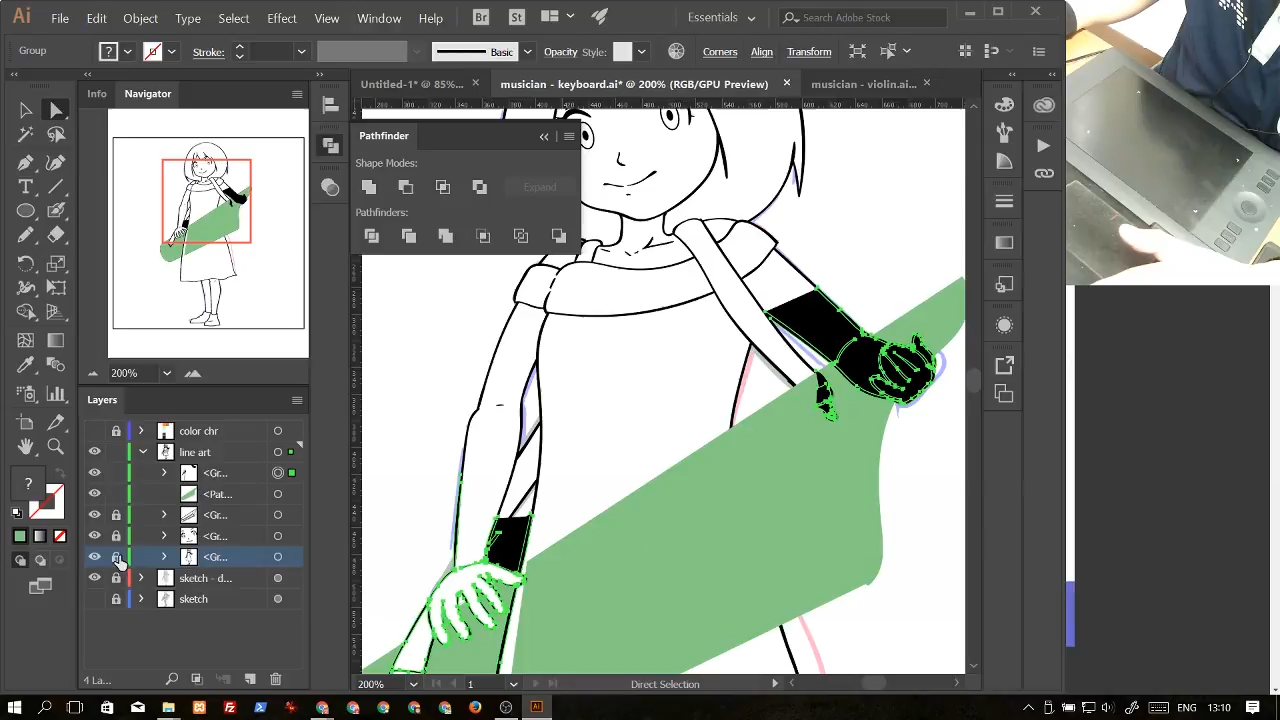 Ai File Edit Object Type Select Effect View Window Help Br St Essentials Search Adobe Stock
Group ? Stroke: Basic Opacity Style: Corners Align Transform
Info Navigator
Untitled-1* @ 85%... × musician - keyboard.ai* @ 200% (RGB/GPU Preview) × musician - violin.ai... ×
Pathfinder
Shape Modes:
Expand
Pathfinders:
200%
Layers
color chr
line art
<Gr...
<Pat...
<Gr...
<Gr...
<Gr...
sketch - d...
sketch
?
4 La...
200% 1 Direct Selection
ENG 13:10